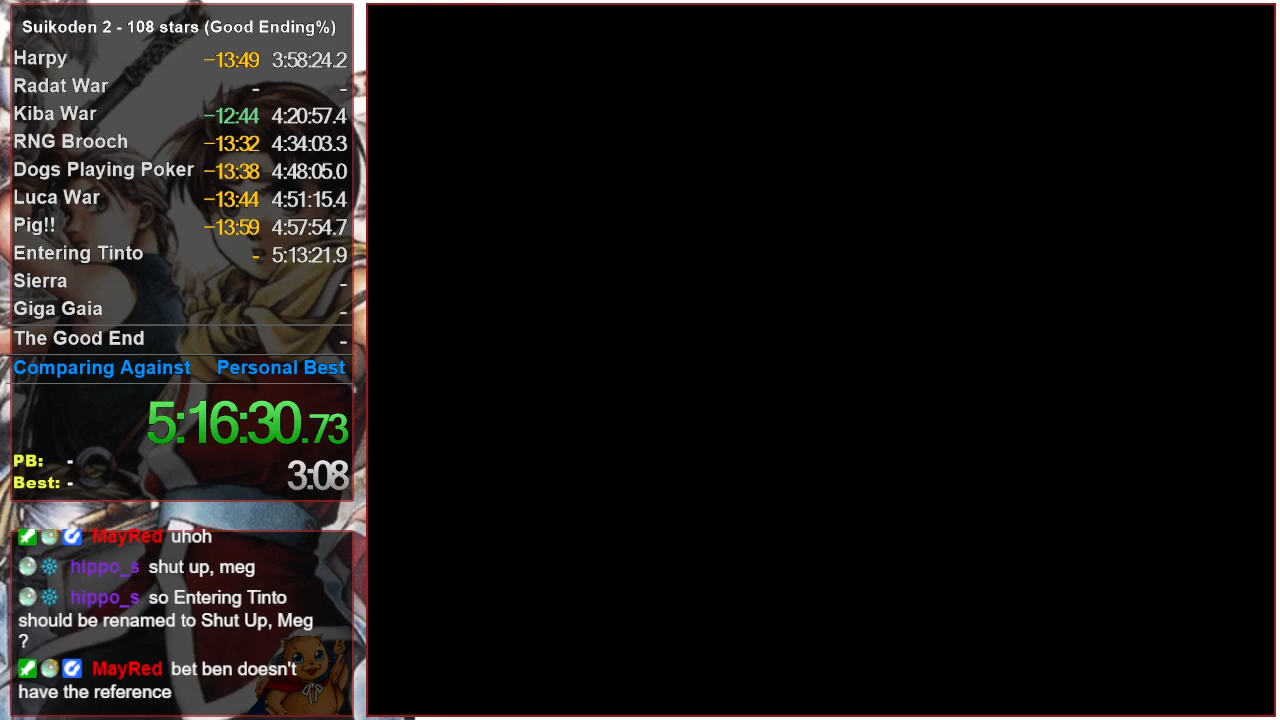 Suikoden 2 - 108 stars (Good Ending%)
Harpy −13:49 3:58:24.2
Radat War - -
Kiba War −12:44 4:20:57.4
RNG Brooch −13:32 4:34:03.3
Dogs Playing Poker −13:38 4:48:05.0
Luca War −13:44 4:51:15.4
Pig!! −13:59 4:57:54.7
Entering Tinto - 5:13:21.9
Sierra -
Giga Gaia -
The Good End -
Comparing Against Personal Best
5:16:30.73
PB: -
Best: - 3:08
MayRed uhoh
hippo_s shut up, meg
hippo_s so Entering Tinto
should be renamed to Shut Up, Meg
?
MayRed bet ben doesn't
have the reference